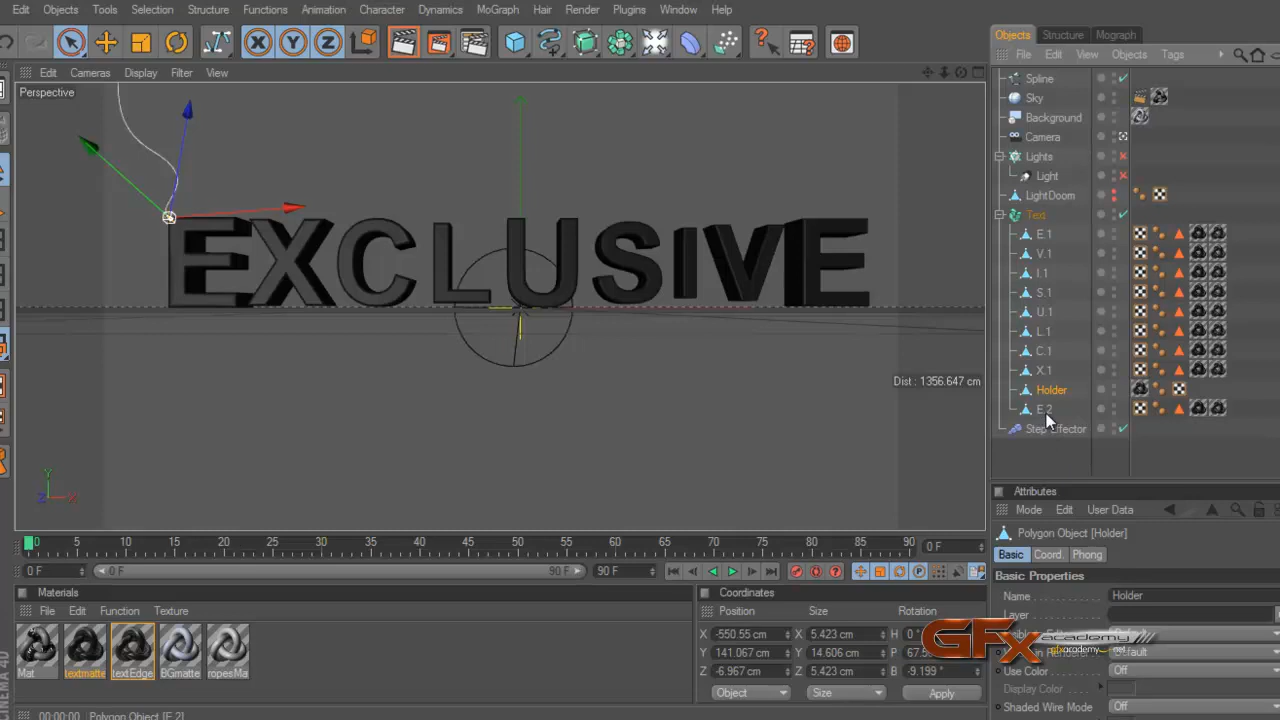 Edit Objects Tools Selection Structure Functions Animation Character Dynamics MoGraph Hair Render Plugins Window Help
Objects Structure Mograph
File Edit View Objects Tags
Edit Cameras Display Filter View
Perspective
Spline
Sky
Background
Camera
Lights
Light
LightDoom
Text
E.1
V.1
I.1
S.1
U.1
L.1
C.1
X.1
Holder
E.2
Step Effector
EXCLUSIVE
Dist : 1356.647 cm
Y
Z X
0 5 10 15 20 25 30 35 40 45 50 55 60 65 70 75 80 85 90
0 F
0 F 0 F 90 F 90 F
Attributes
Mode Edit User Data
Polygon Object [Holder]
Basic Coord. Phong
Basic Properties
Name Holder
Layer
Default
Use Color Off
Display Color
Shaded Wire Mode Off
Materials
File Edit Function Texture
Mat textmatte textEdge BGmatte ropesMa
Coordinates
Position Size Rotation
X -550.55 cm X 5.423 cm H 0 °
Y 141.067 cm Y 14.606 cm P
Z -6.967 cm Z 5.423 cm B -9.199 °
Object Size Apply
GFX academy
gfxacademy.net
CINEMA 4D
00:00:00 Polygon Object [E.2]